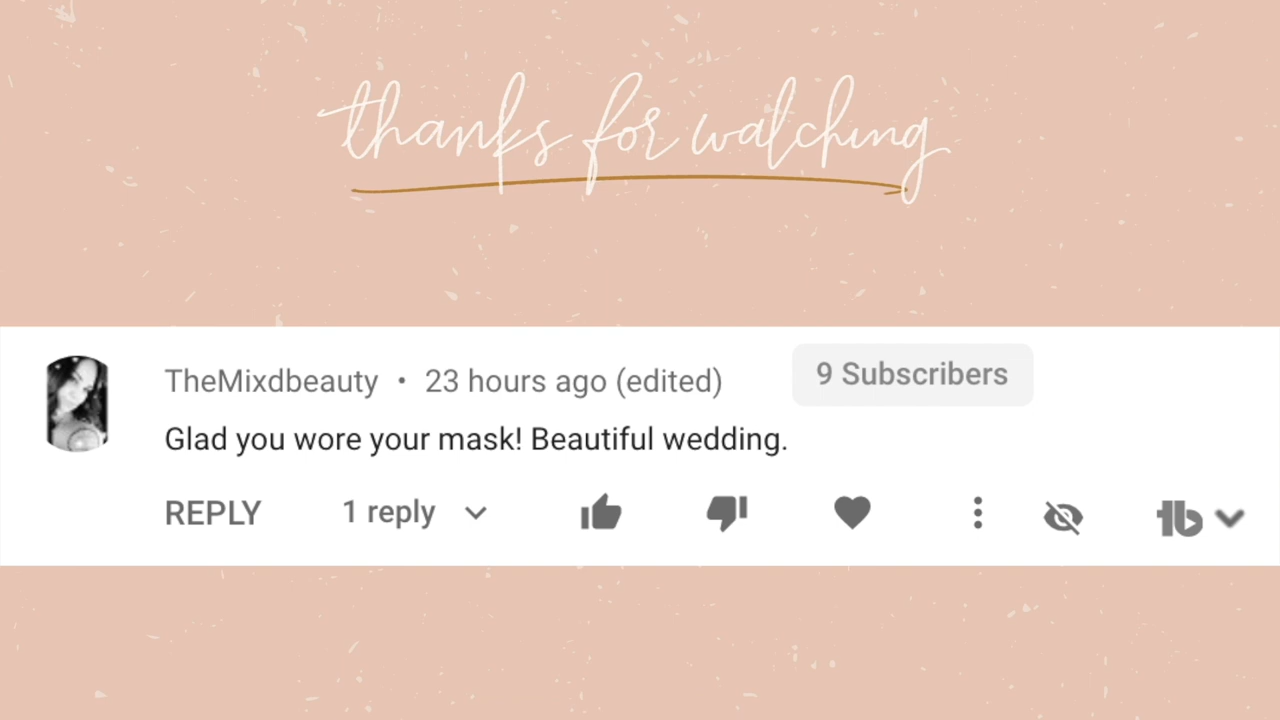 thanks for watching
TheMixdbeauty • 23 hours ago (edited) 9 Subscribers
Glad you wore your mask! Beautiful wedding.
REPLY 1 reply tb